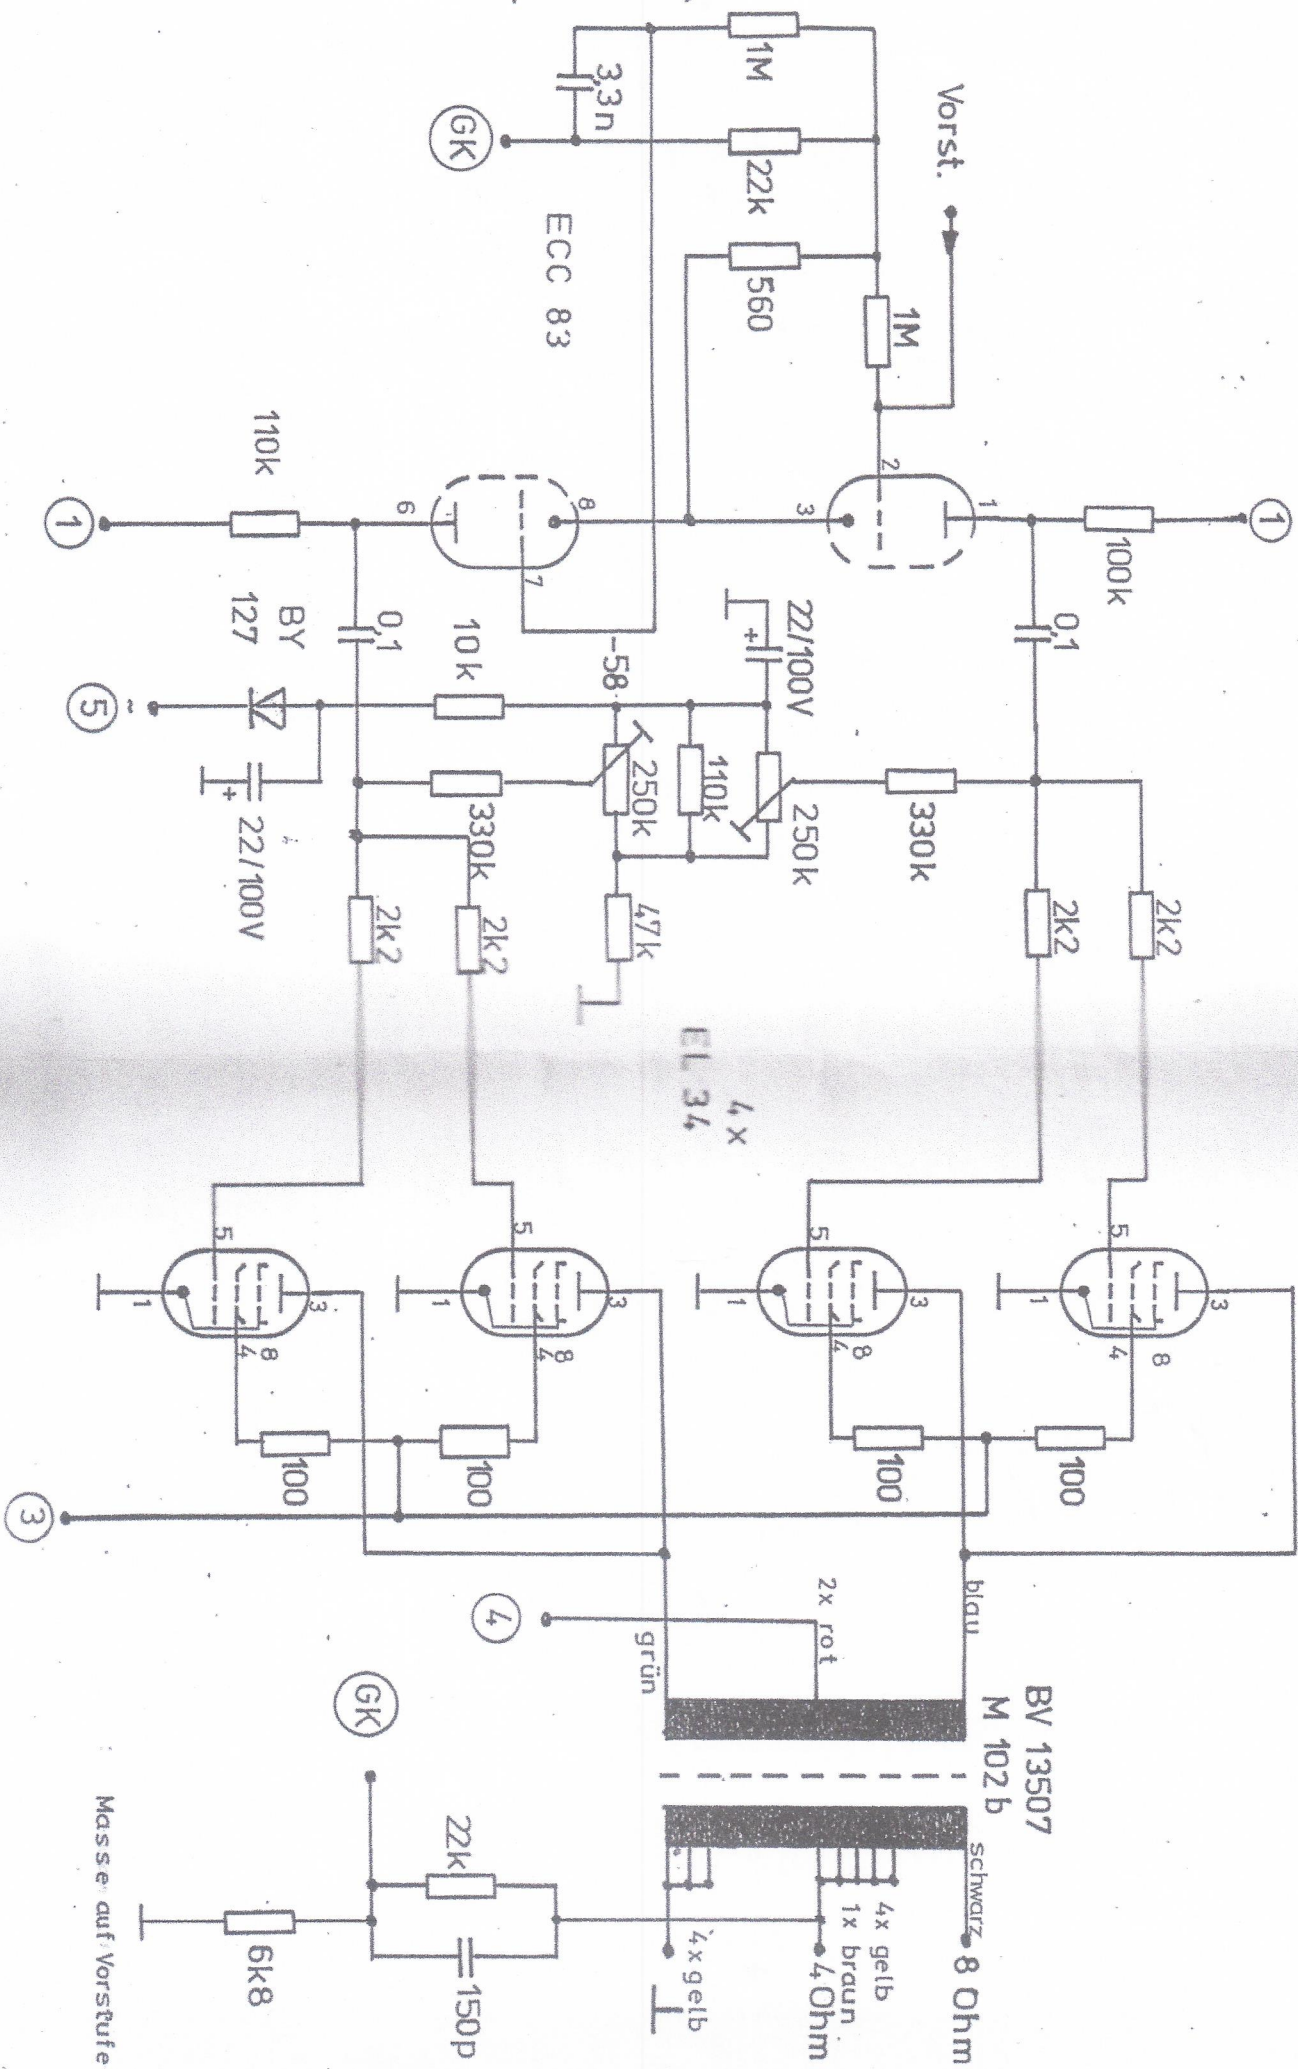 Vorst.
1M
3,3n
GK
22k
560
1M
ECC 83
1
100k
1
2
3
8
7
6
110k
1
0,1
0,1
22/100V
-58
10k
BY
127
5
~
+
22/100V
+
250k
110k
250k
330k
330k
47k
2k2
2k2
2k2
2k2
4x
EL 34
5
3
1
4
8
5
3
1
4
8
5
3
1
4
8
5
3
1
4
8
100
100
100
100
3
4
2x rot
blau
grün
BV 13507
M 102b
schwarz
8 Ohm
4x gelb
1x braun
4 Ohm
4x gelb
GK
22k
150p
6k8
Masse auf Vorstufe